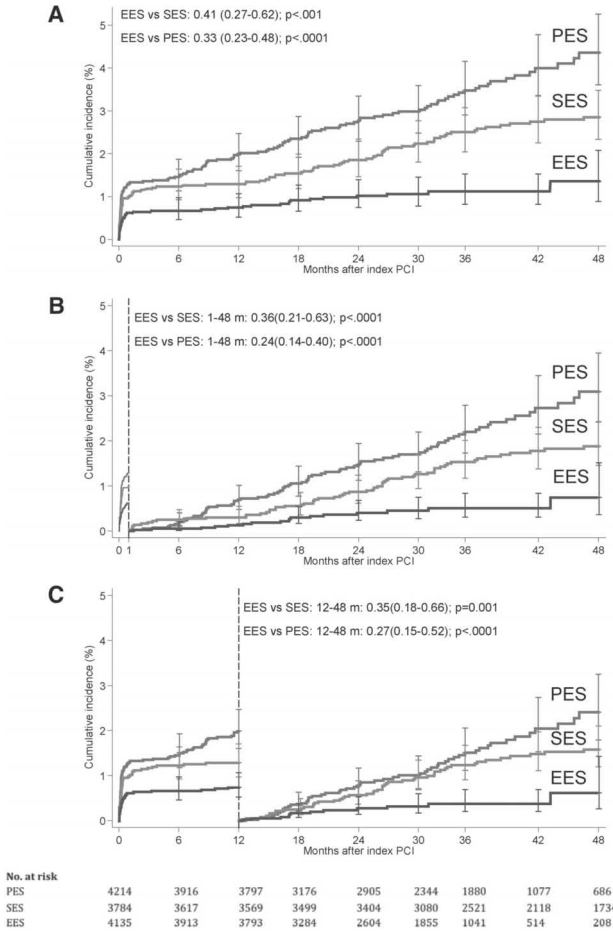 A
EES vs SES: 0.41 (0.27-0.62); p<.001
EES vs PES: 0.33 (0.23-0.48); p<.0001
PES
SES
EES
Cumulative incidence (%)
5
4
3
2
1
0
0 6 12 18 24 30 36 42 48
Months after index PCI
B
EES vs SES: 1-48 m: 0.36(0.21-0.63); p<.0001
EES vs PES: 1-48 m: 0.24(0.14-0.40); p<.0001
PES
SES
EES
Cumulative incidence (%)
5
4
3
2
1
0
0 1 6 12 18 24 30 36 42 48
Months after index PCI
C
EES vs SES: 12-48 m: 0.35(0.18-0.66); p=0.001
EES vs PES: 12-48 m: 0.27(0.15-0.52); p<.0001
PES
SES
EES
Cumulative incidence (%)
5
4
3
2
1
0
0 6 12 18 24 30 36 42 48
Months after index PCI
No. at risk
PES 4214 3916 3797 3176 2905 2344 1880 1077 686
SES 3784 3617 3569 3499 3404 3080 2521 2118 1734
EES 4135 3913 3793 3284 2604 1855 1041 514 208